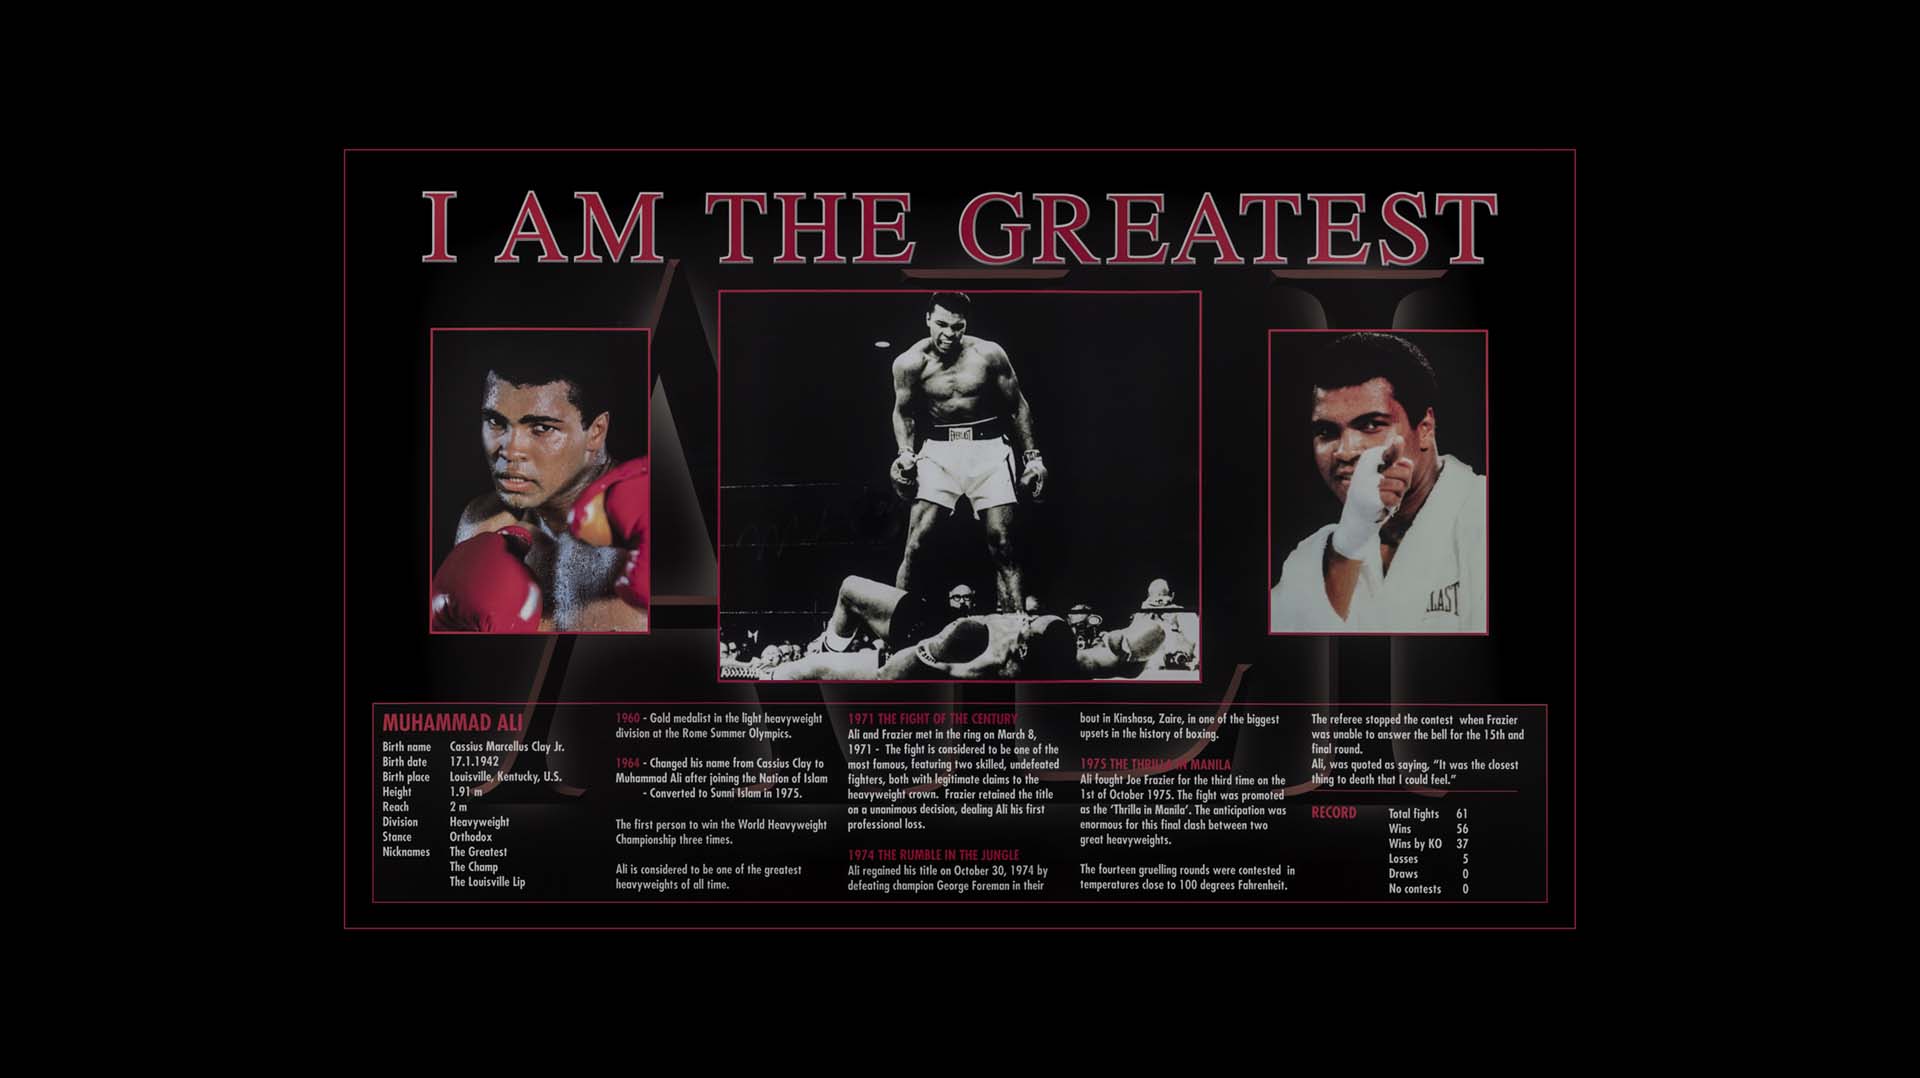 I AM THE GREATEST
ALI
EVERLAST
LAST
MUHAMMAD ALI
Birth name Cassius Marcellus Clay Jr.
Birth date 17.1.1942
Birth place Louisville, Kentucky, U.S.
Height 1.91 m
Reach 2 m
Division Heavyweight
Stance Orthodox
Nicknames The Greatest
The Champ
The Louisville Lip
1960 - Gold medalist in the light heavyweight
division at the Rome Summer Olympics.
1964 - Changed his name from Cassius Clay to
Muhammad Ali after joining the Nation of Islam
- Converted to Sunni Islam in 1975.
The first person to win the World Heavyweight
Championship three times.
Ali is considered to be one of the greatest
heavyweights of all time.
1971 THE FIGHT OF THE CENTURY
Ali and Frazier met in the ring on March 8,
1971 - The fight is considered to be one of the
most famous, featuring two skilled, undefeated
fighters, both with legitimate claims to the
heavyweight crown. Frazier retained the title
on a unanimous decision, dealing Ali his first
professional loss.
1974 THE RUMBLE IN THE JUNGLE
Ali regained his title on October 30, 1974 by
defeating champion George Foreman in their
bout in Kinshasa, Zaire, in one of the biggest
upsets in the history of boxing.
1975 THE THRILLA IN MANILA
Ali fought Joe Frazier for the third time on the
1st of October 1975. The fight was promoted
as the ‘Thrilla in Manila’. The anticipation was
enormous for this final clash between two
great heavyweights.
The fourteen gruelling rounds were contested in
temperatures close to 100 degrees Fahrenheit.
The referee stopped the contest when Frazier
was unable to answer the bell for the 15th and
final round.
Ali, was quoted as saying, “It was the closest
thing to death that I could feel.”
RECORD Total fights 61
Wins 56
Wins by KO 37
Losses 5
Draws 0
No contests 0